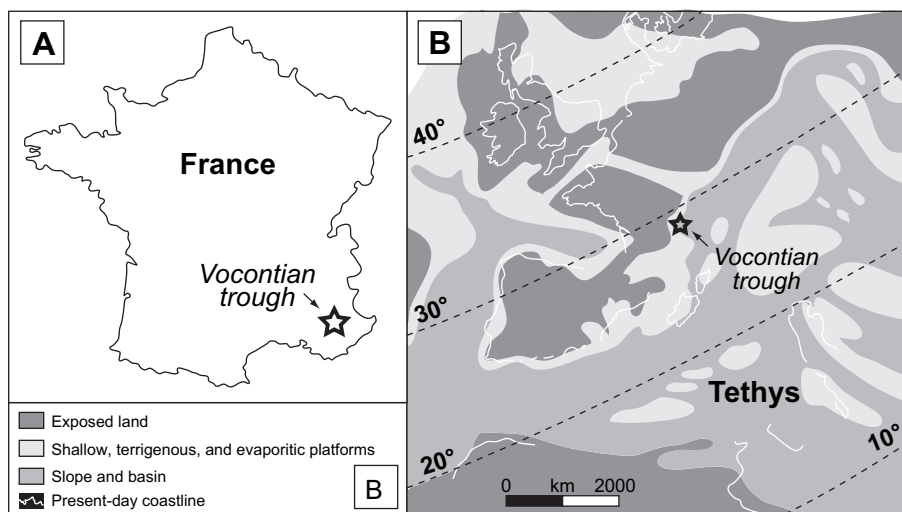 A
France
Vocontian
trough
Exposed land
Shallow, terrigenous, and evaporitic platforms
Slope and basin
Present-day coastline
B
B
40°
30°
20°
10°
Vocontian
trough
Tethys
0 km 2000